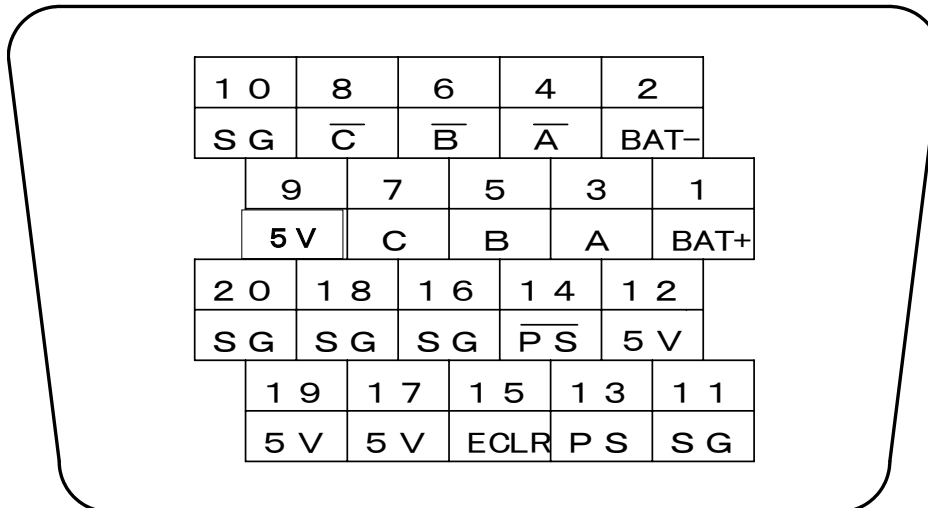 10 8 6 4 2
SG C̅ B̅ A̅ BAT-
9 7 5 3 1
5V C B A BAT+
20 18 16 14 12
SG SG SG P̅S̅ 5V
19 17 15 13 11
5V 5V ECLR PS SG